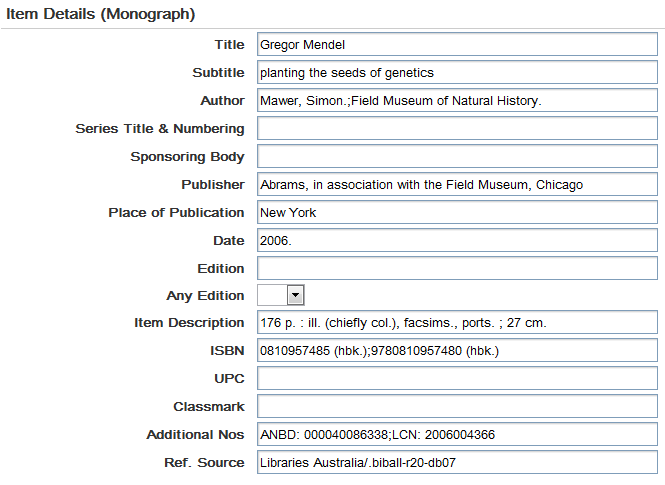 Item Details (Monograph)
Title Gregor Mendel
Subtitle planting the seeds of genetics
Author Mawer, Simon.;Field Museum of Natural History.
Series Title & Numbering
Sponsoring Body
Publisher Abrams, in association with the Field Museum, Chicago
Place of Publication New York
Date 2006.
Edition
Any Edition
Item Description 176 p. : ill. (chiefly col.), facsims., ports. ; 27 cm.
ISBN 0810957485 (hbk.);9780810957480 (hbk.)
UPC
Classmark
Additional Nos ANBD: 000040086338;LCN: 2006004366
Ref. Source Libraries Australia/.biball-r20-db07